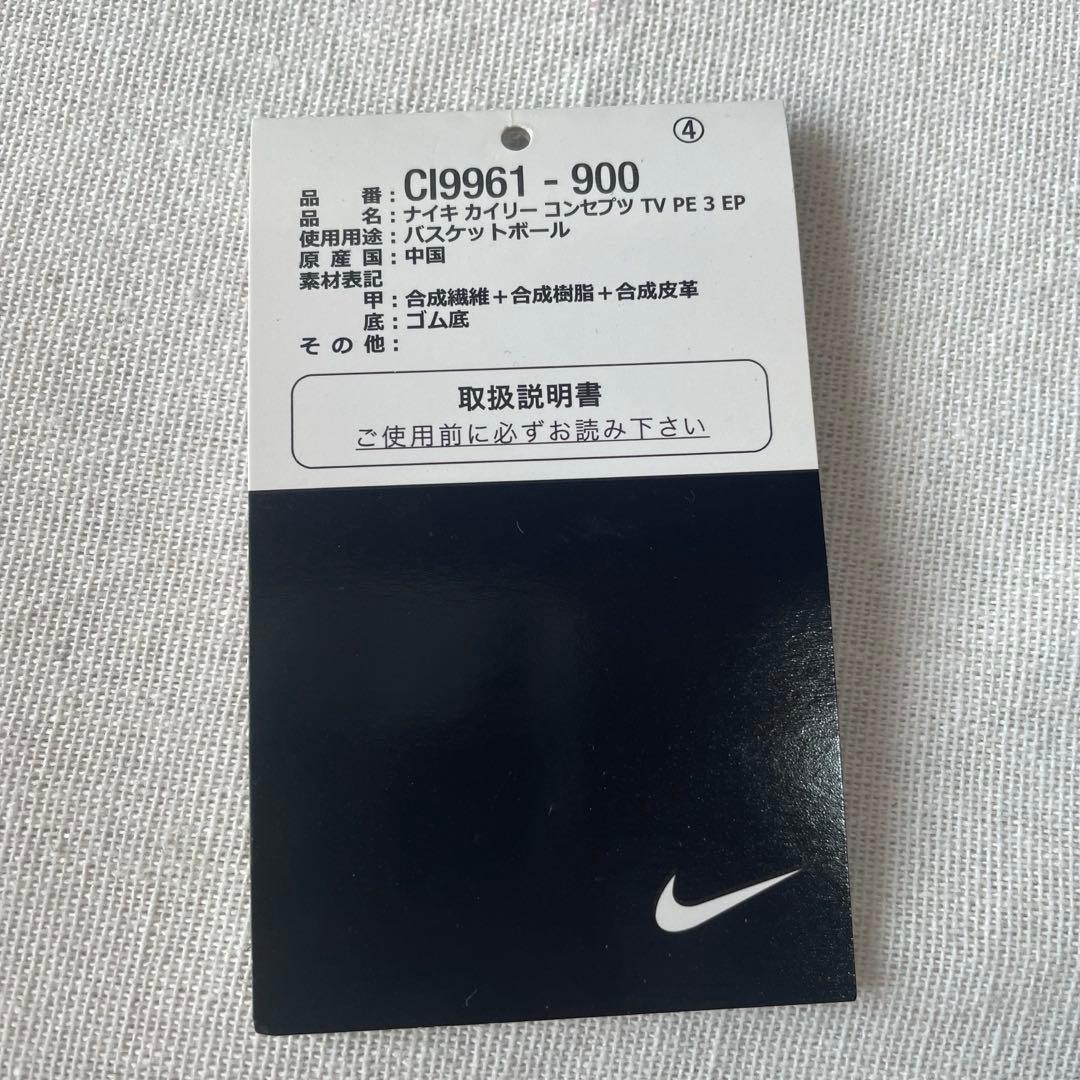 ④
品番：CI9961 - 900
品名：ナイキ カイリー コンセプツ TV PE 3 EP
使用用途：バスケットボール
原産国：中国
素材表記
甲：合成繊維＋合成樹脂＋合成皮革
底：ゴム底
その他：
取扱説明書
ご使用前に必ずお読み下さい